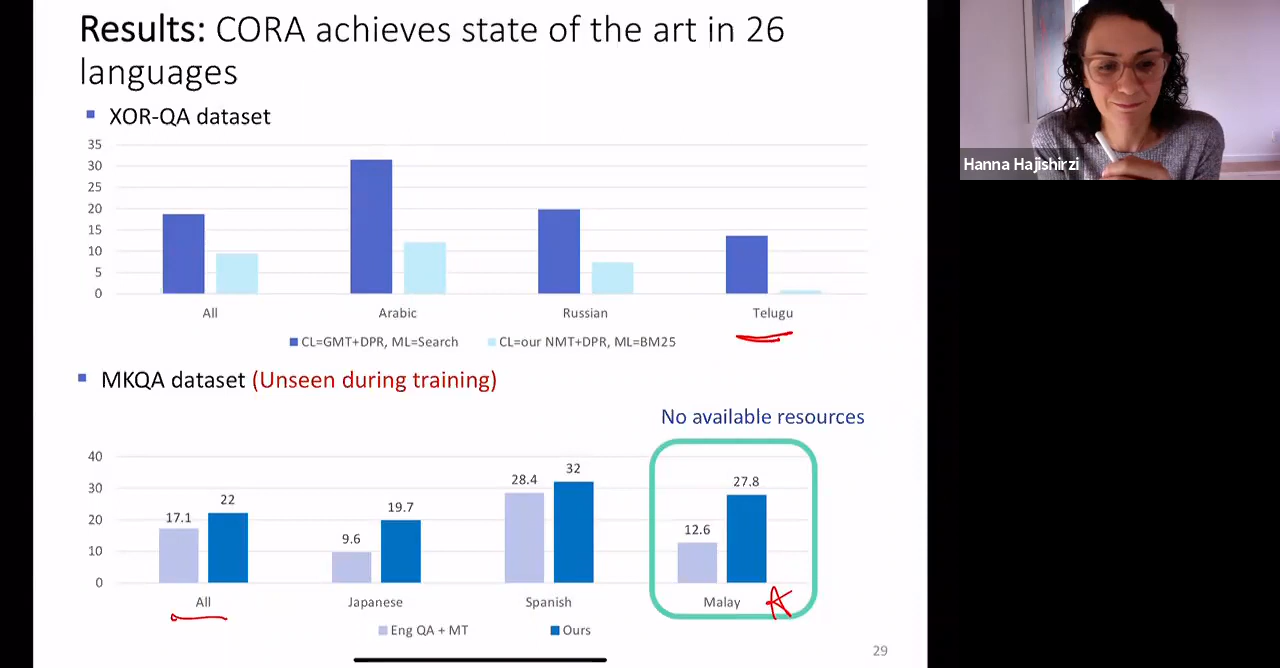 Results: CORA achieves state of the art in 26
languages
XOR-QA dataset
35
30
25
20
15
10
5
0
All Arabic Russian Telugu
CL=GMT+DPR, ML=Search CL=our NMT+DPR, ML=BM25
MKQA dataset (Unseen during training)
No available resources
40
30
20
10
0
17.1 22 9.6 19.7 28.4 32 12.6 27.8
All Japanese Spanish Malay
Eng QA + MT Ours
29
Hanna Hajishirzi